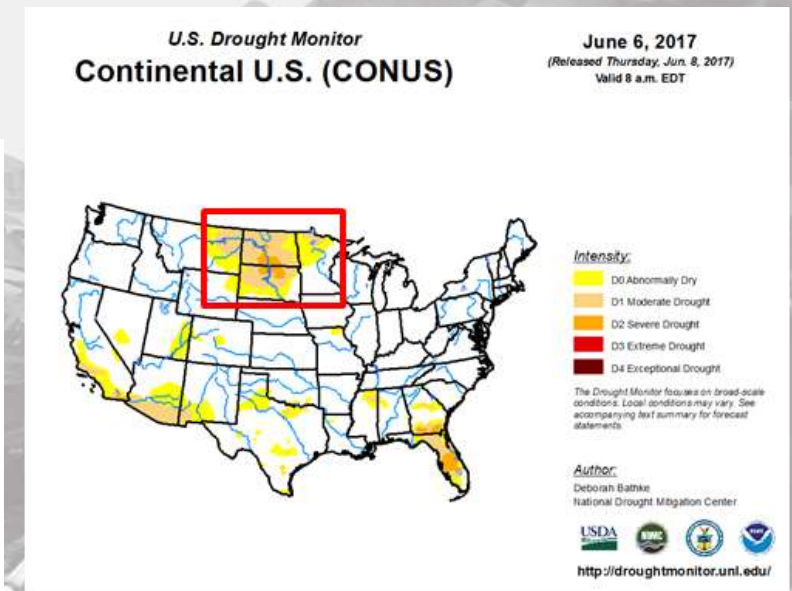 U.S. Drought Monitor
Continental U.S. (CONUS)
June 6, 2017
(Released Thursday, Jun. 8, 2017)
Valid 8 a.m. EDT
Intensity:
D0 Abnormally Dry
D1 Moderate Drought
D2 Severe Drought
D3 Extreme Drought
D4 Exceptional Drought
The Drought Monitor focuses on broad-scale
conditions. Local conditions may vary. See
accompanying text summary for forecast
statements.
Author:
Deborah Bathke
National Drought Mitigation Center
USDA
NDMC
http://droughtmonitor.unl.edu/